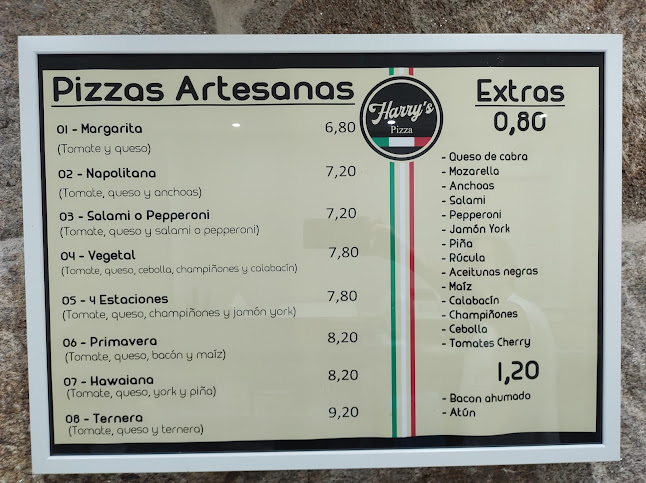 Pizzas Artesanas
01 - Margarita 6,80
(Tomate y queso)
02 - Napolitana 7,20
(Tomate, queso y anchoas)
03 - Salami o Pepperoni 7,20
(Tomate, queso y salami o pepperoni)
04 - Vegetal 7,80
(Tomate, queso, cebolla, champiñones y calabacín)
05 - 4 Estaciones 7,80
(Tomate, queso, champiñones y jamón york)
06 - Primavera 8,20
(Tomate, queso, bacón y maíz)
07 - Hawaiana 8,20
(Tomate, queso, york y piña)
08 - Ternera 9,20
(Tomate, queso y ternera)
Harry's
Pizza
Extras
0,80
- Queso de cabra
- Mozarella
- Anchoas
- Salami
- Pepperoni
- Jamón York
- Piña
- Rúcula
- Aceitunas negras
- Maíz
- Calabacín
- Champiñones
- Cebolla
- Tomates Cherry
1,20
- Bacon ahumado
- Atún